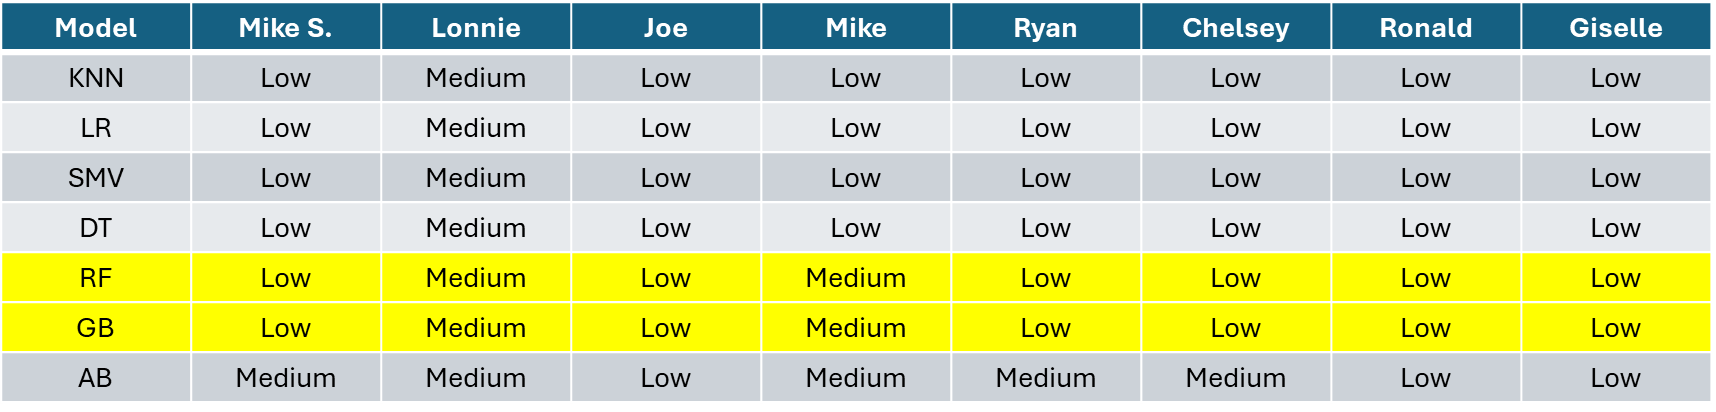 Model Mike S. Lonnie Joe Mike Ryan Chelsey Ronald Giselle
KNN Low Medium Low Low Low Low Low Low
LR Low Medium Low Low Low Low Low Low
SMV Low Medium Low Low Low Low Low Low
DT Low Medium Low Low Low Low Low Low
RF Low Medium Low Medium Low Low Low Low
GB Low Medium Low Medium Low Low Low Low
AB Medium Medium Low Medium Medium Medium Low Low